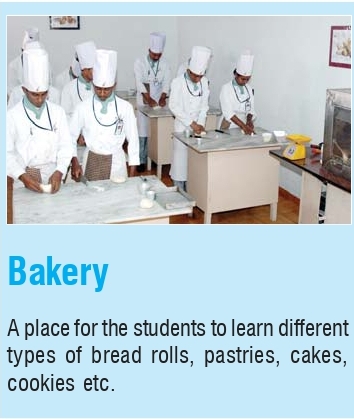 Bakery
A place for the students to learn different
types of bread rolls, pastries, cakes,
cookies etc.